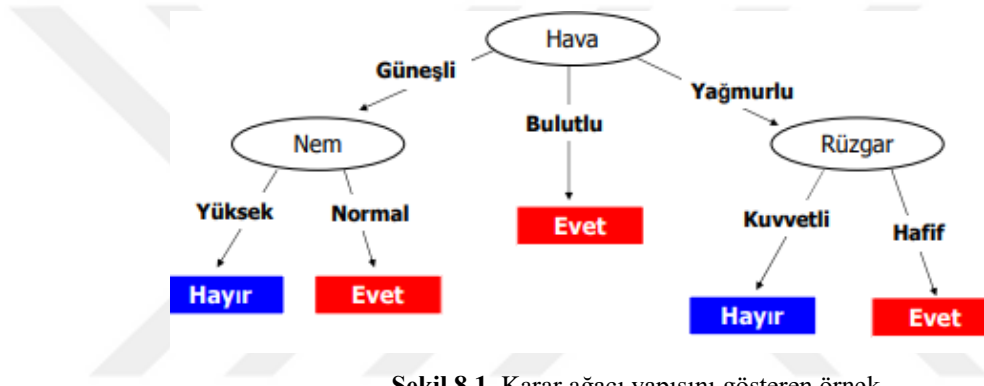 Hava
Güneşli
Yağmurlu
Bulutlu
Nem
Rüzgar
Yüksek
Normal
Evet
Kuvvetli
Hafif
Hayır
Evet
Hayır
Evet
Şekil 8.1. Karar ağacı yapısını gösteren örnek